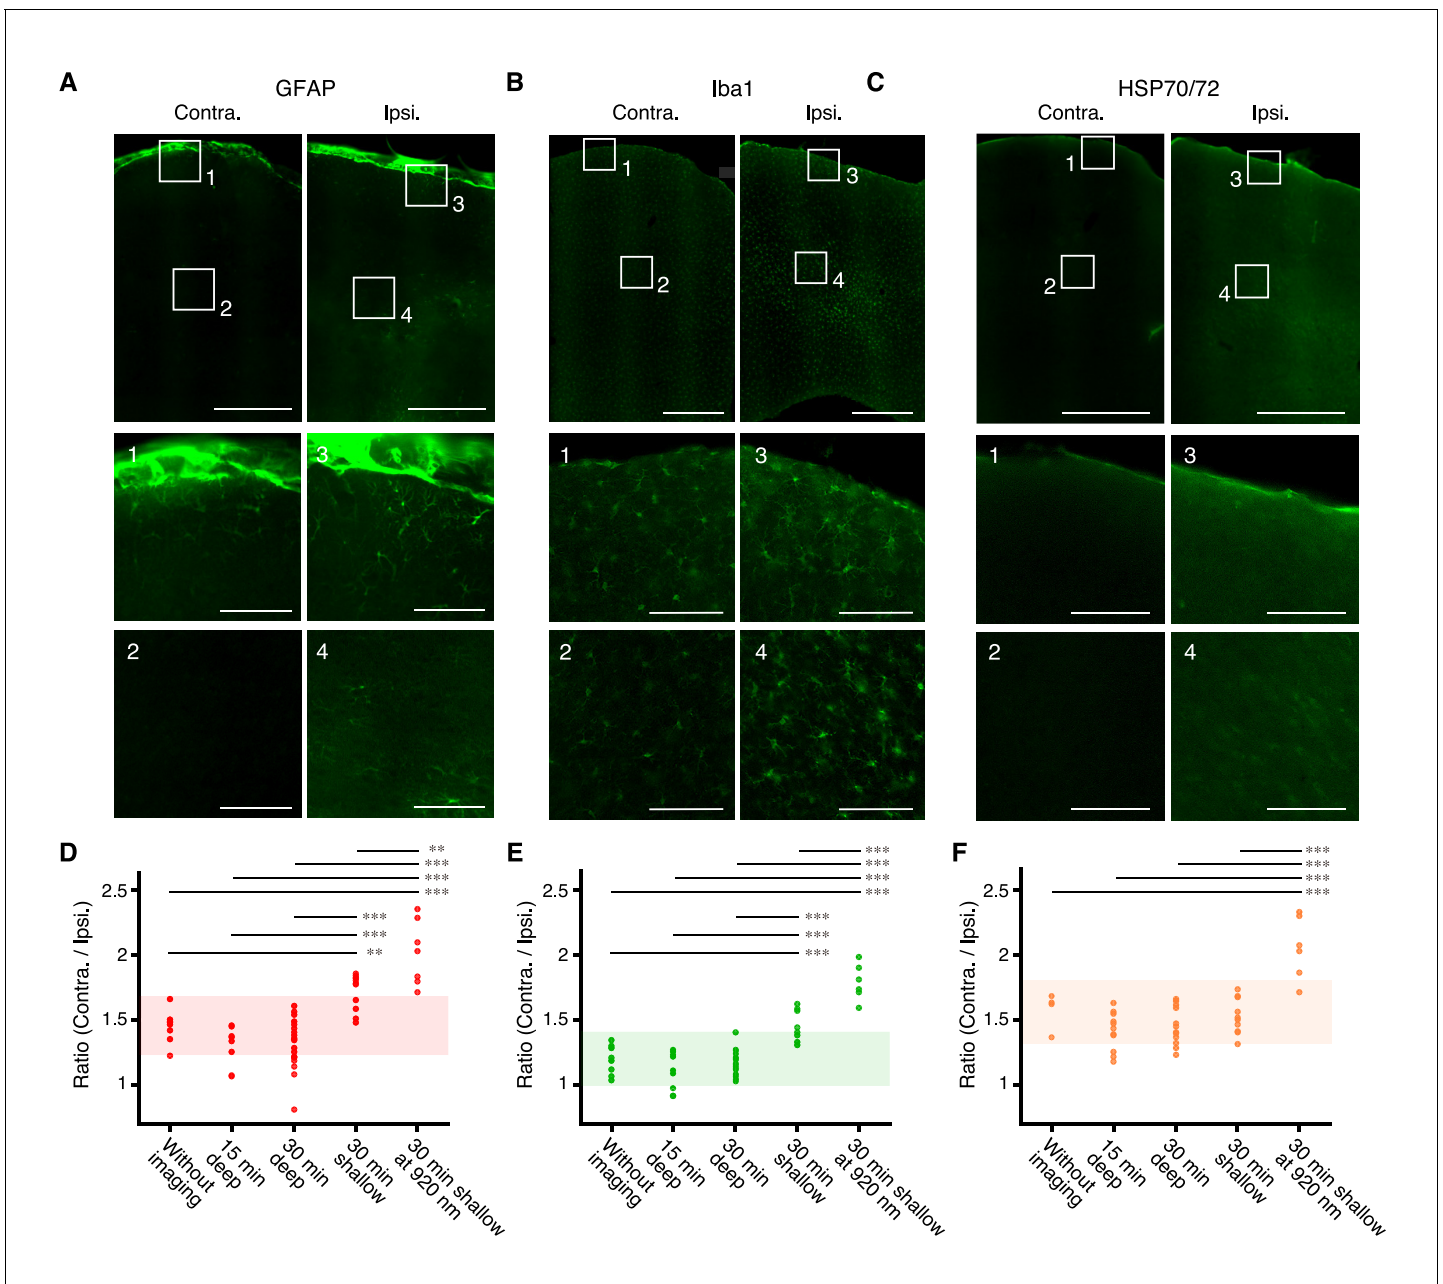 A
GFAP
Contra.
Ipsi.
1
2
3
4
1
3
2
4
B
Iba1
Contra.
Ipsi.
1
2
3
4
1
3
2
4
C
HSP70/72
Contra.
Ipsi.
1
2
3
4
1
3
2
4
D
**
***
***
***
***
***
**
Ratio (Contra. / Ipsi.)
2.5
2
1.5
1
Without
imaging
15 min
deep
30 min
deep
30 min
shallow
30 min shallow
at 920 nm
E
***
***
***
***
***
***
***
Ratio (Contra. / Ipsi.)
2.5
2
1.5
1
Without
imaging
15 min
deep
30 min
deep
30 min
shallow
30 min shallow
at 920 nm
F
***
***
***
***
Ratio (Contra. / Ipsi.)
2.5
2
1.5
1
Without
imaging
15 min
deep
30 min
deep
30 min
shallow
30 min shallow
at 920 nm